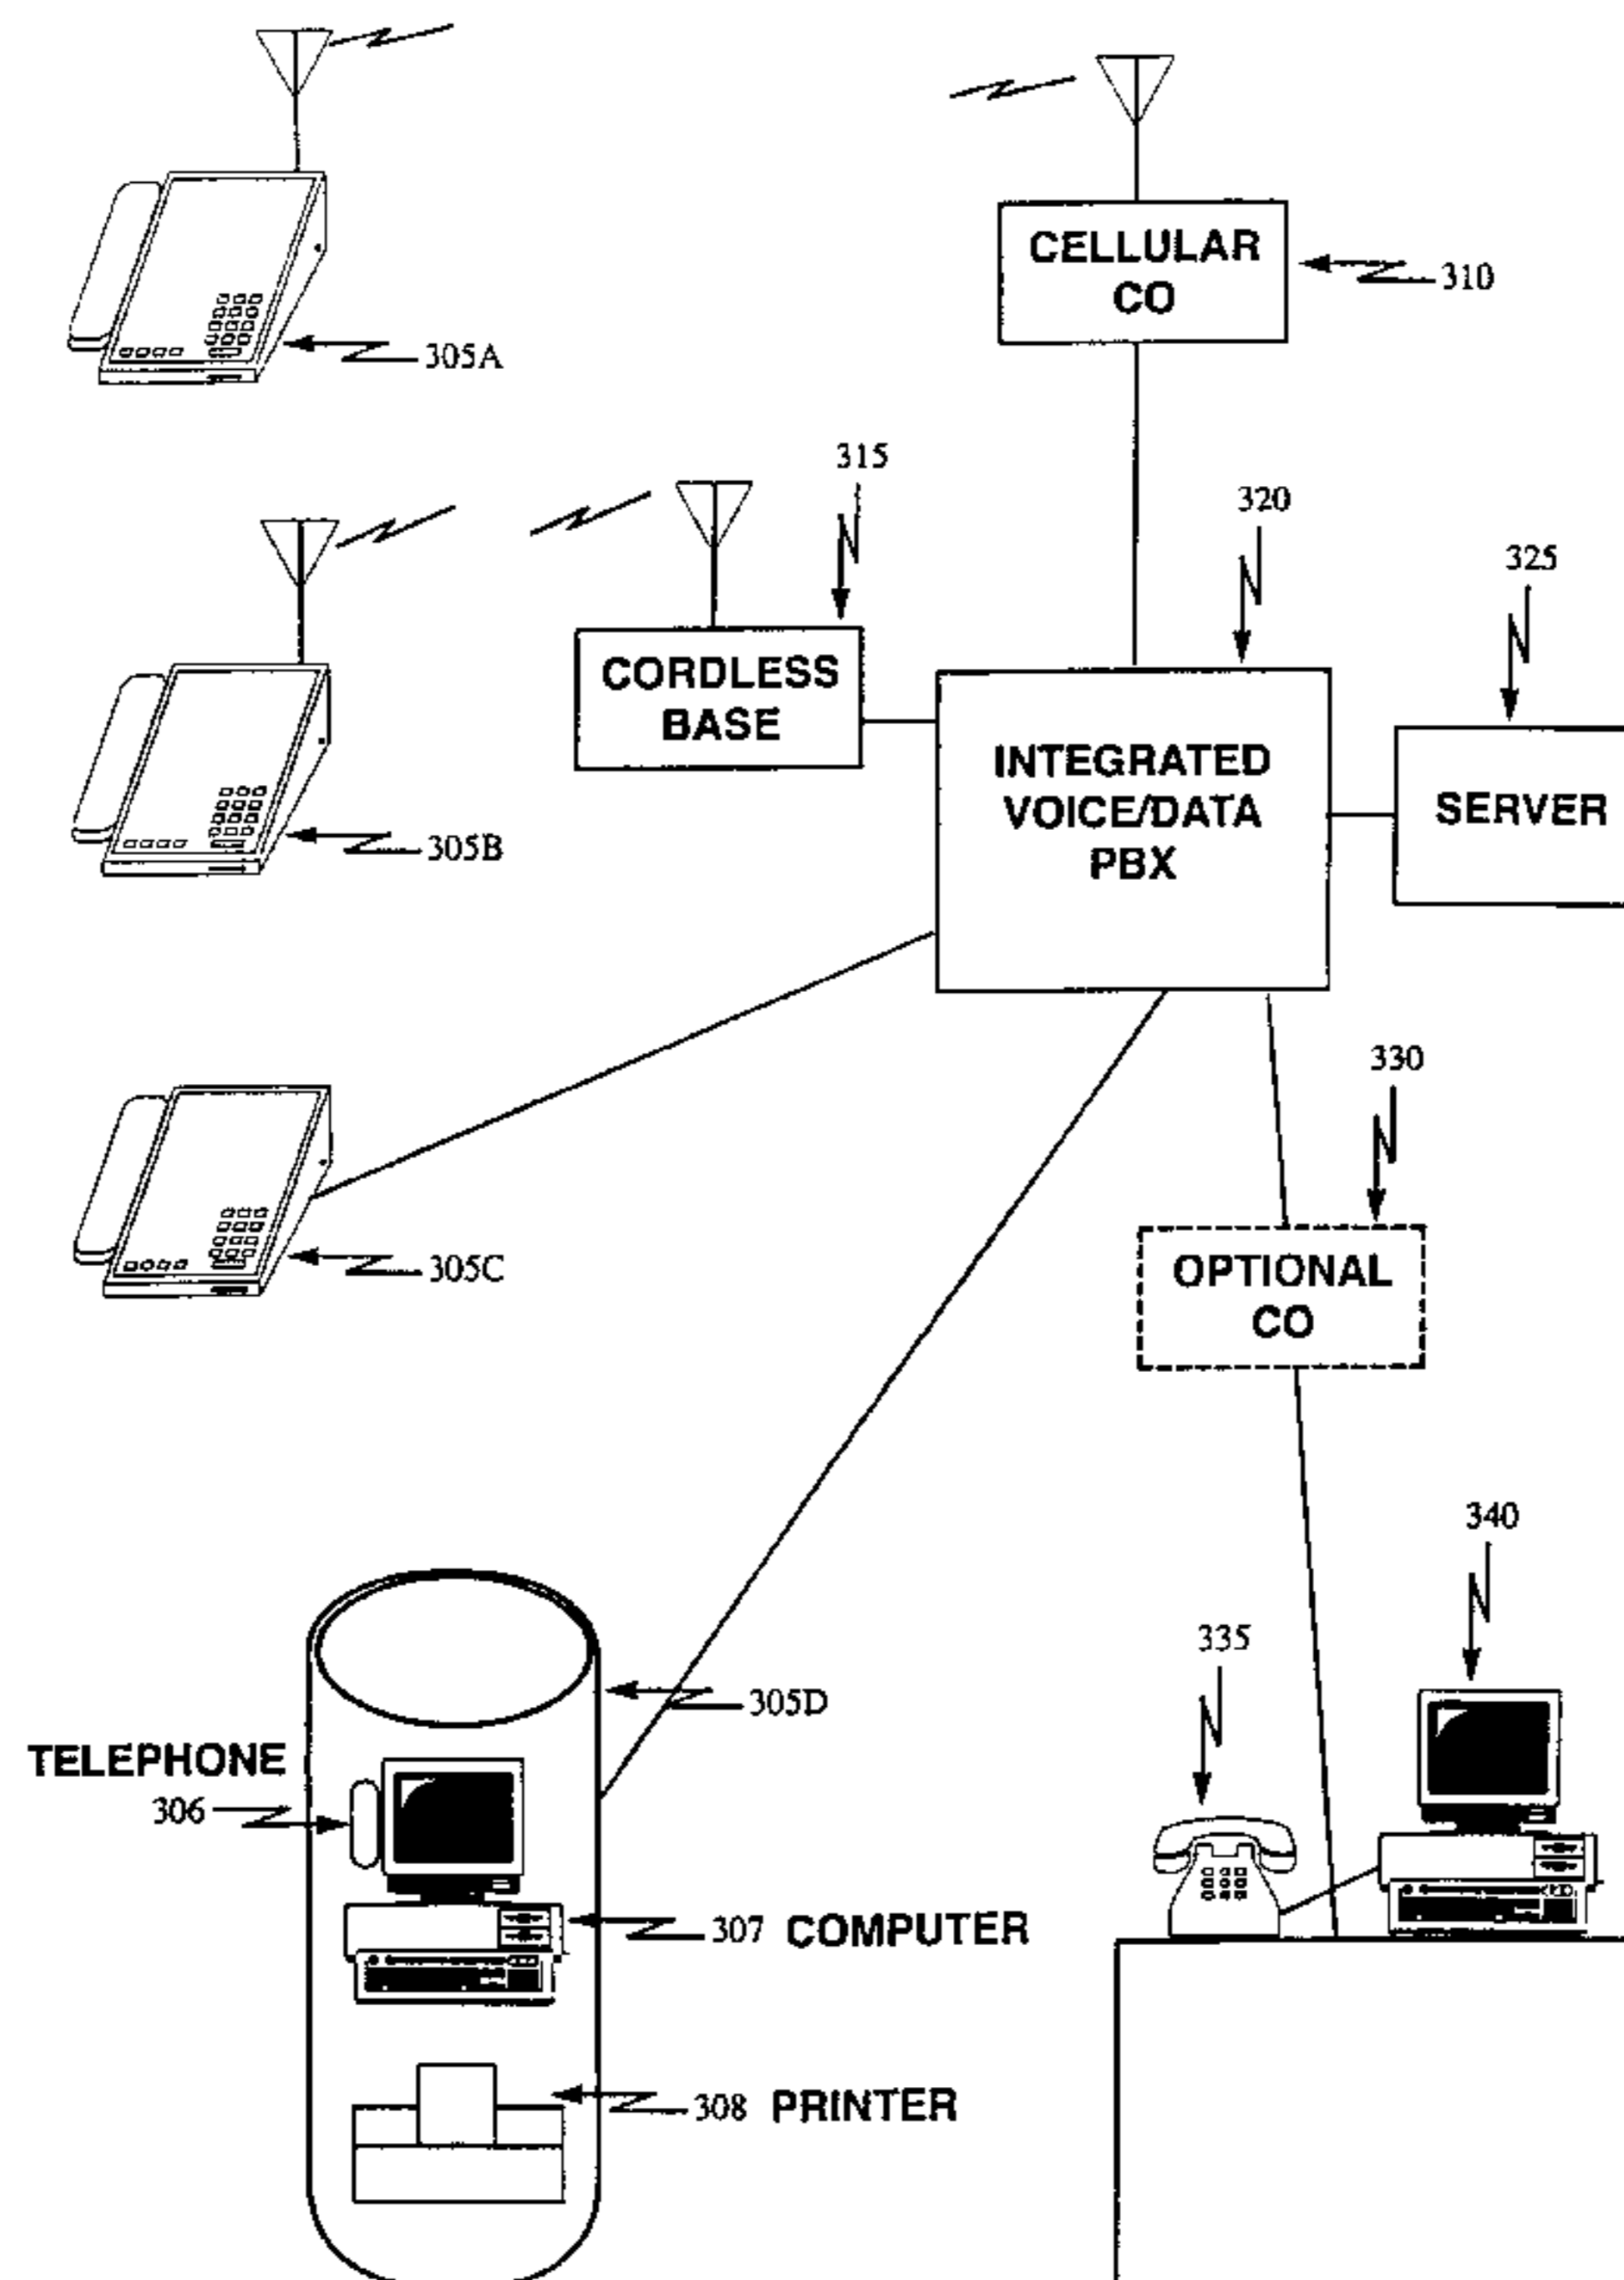 CELLULAR
CO
310
305A
315
320
325
CORDLESS
BASE
INTEGRATED
VOICE/DATA
PBX
SERVER
305B
330
305C
OPTIONAL
CO
340
335
305D
TELEPHONE
306
307 COMPUTER
308 PRINTER